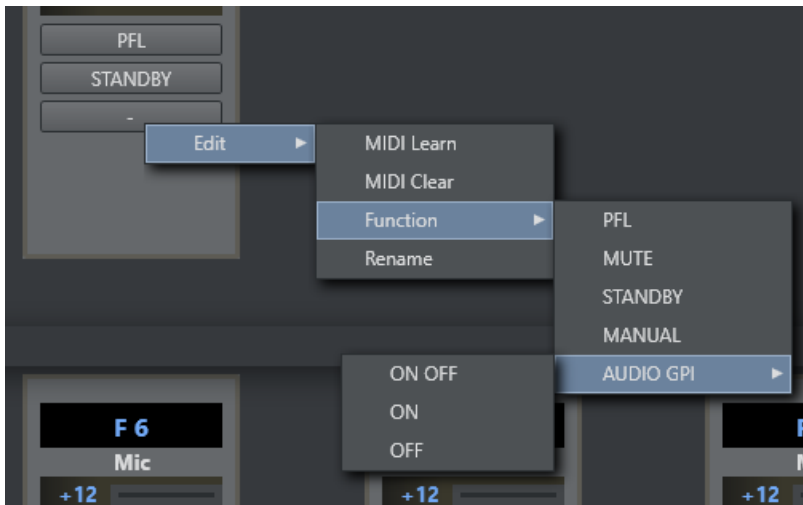 PFL
STANDBY
-
Edit
MIDI Learn
MIDI Clear
Function
Rename
PFL
MUTE
STANDBY
MANUAL
AUDIO GPI
ON OFF
ON
OFF
F 6
Mic
+12
+12
+12